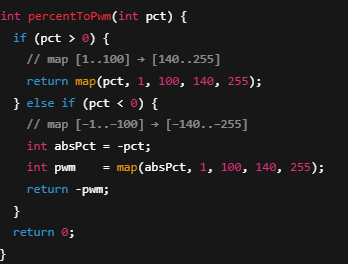 int percentToPwm(int pct) {
  if (pct > 0) {
    // map [1..100] → [140..255]
    return map(pct, 1, 100, 140, 255);
  } else if (pct < 0) {
    // map [−1..−100] → [−140..−255]
    int absPct = -pct;
    int pwm    = map(absPct, 1, 100, 140, 255);
    return -pwm;
  }
  return 0;
}